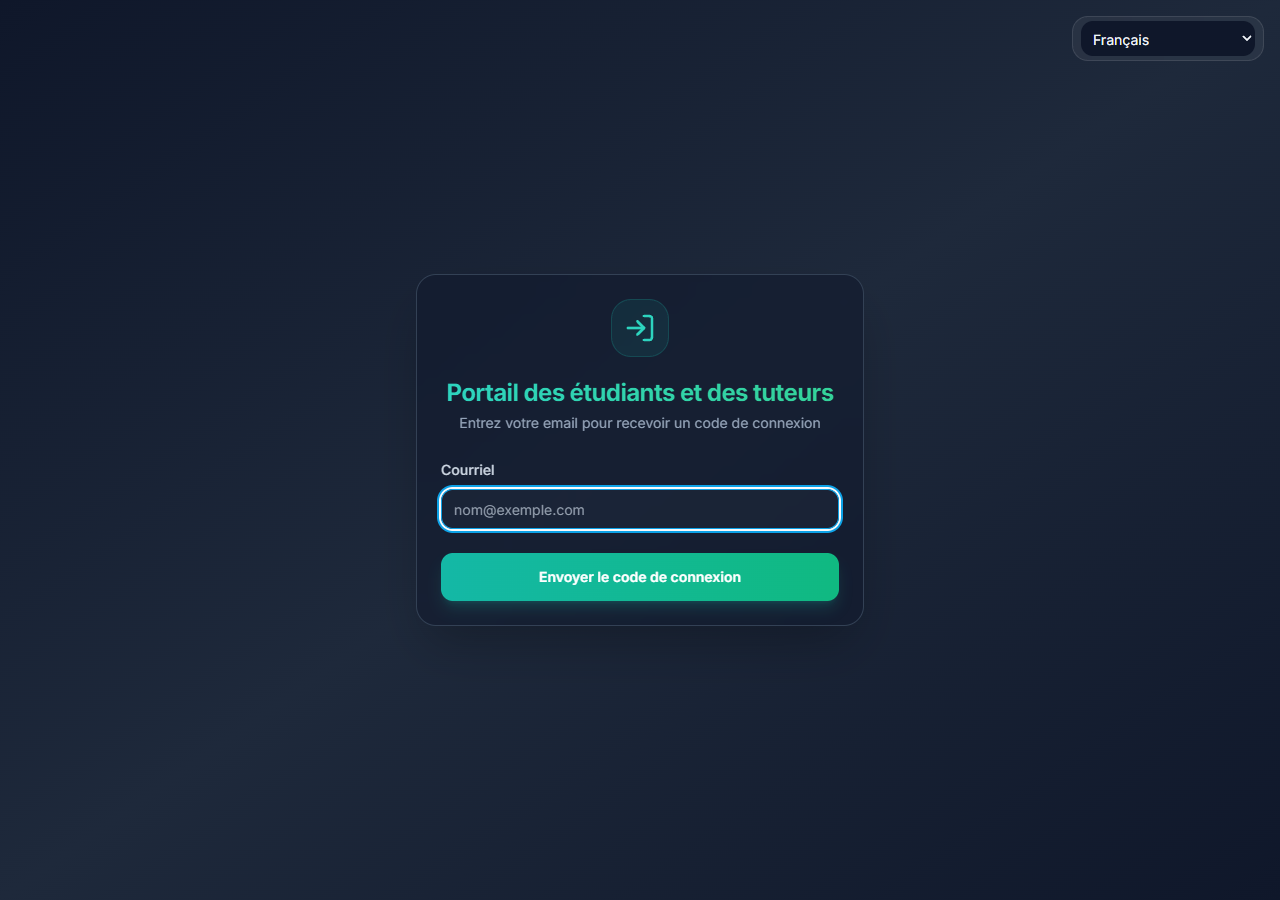 Français
Portail des étudiants et des tuteurs
Entrez votre email pour recevoir un code de connexion
Courriel
nom@exemple.com
Envoyer le code de connexion